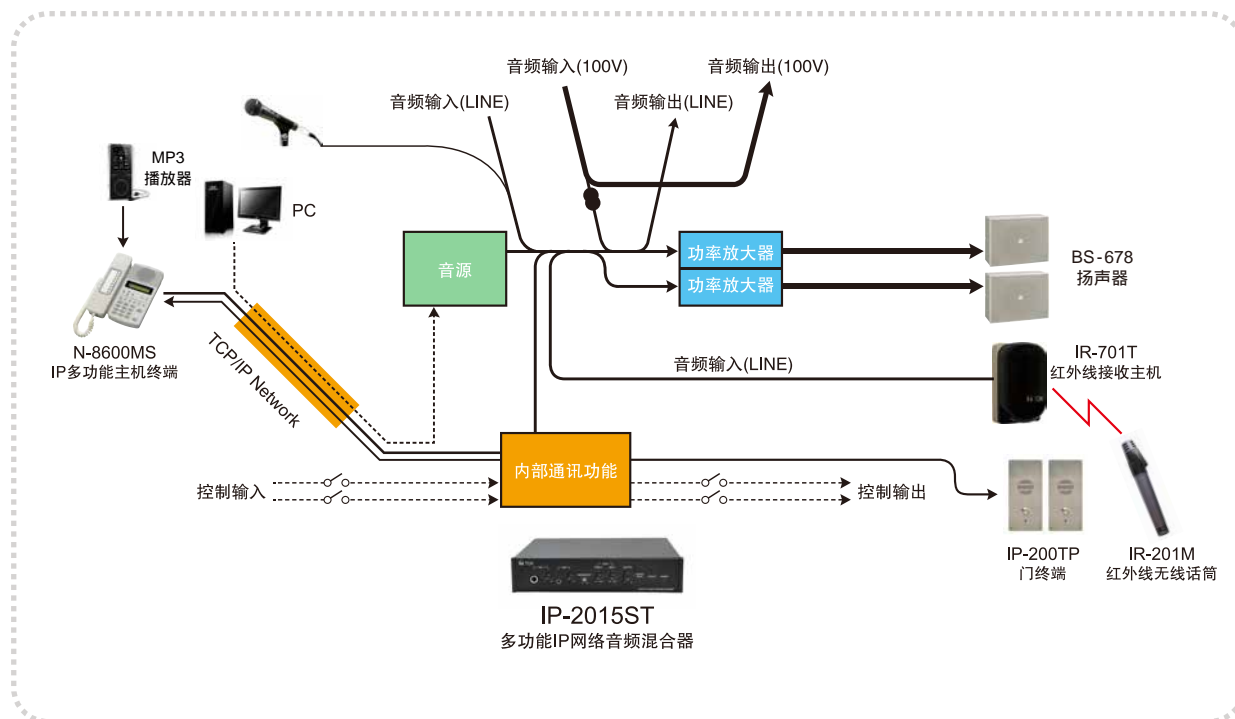 音频输入(100V)
音频输出(100V)
音频输入(LINE)
音频输出(LINE)
MP3
播放器
PC
音源
功率放大器
功率放大器
BS-678
扬声器
N-8600MS
IP多功能主机终端
TCP/IP Network
音频输入(LINE)
IR-701T
红外线接收主机
内部通讯功能
控制输入
控制输出
IP-200TP
门终端
IR-201M
红外线无线话筒
IP-2015ST
多功能IP网络音频混合器